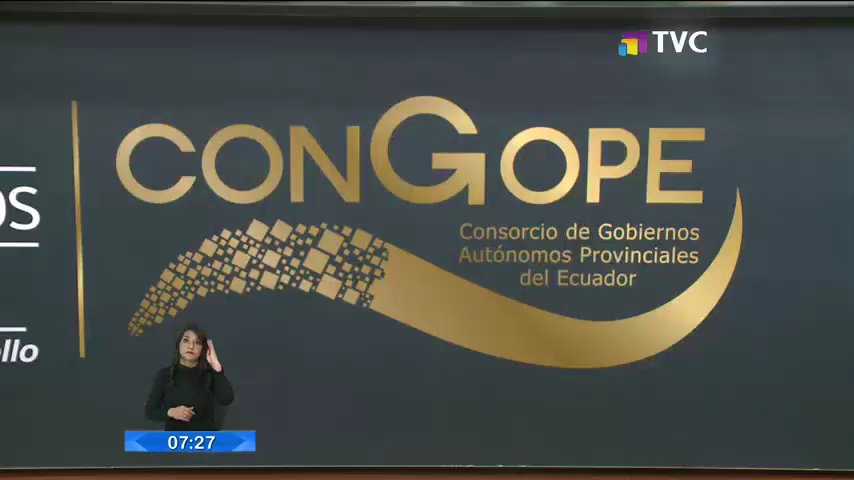 TVC
CONGOPE
Consorcio de Gobiernos
Autónomos Provinciales
del Ecuador
07:27